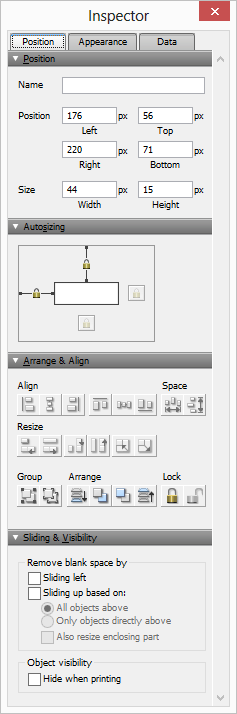 Inspector
Position Appearance Data
Position
Name
Position 176 px 56 px
Left Top
220 px 71 px
Right Bottom
Size 44 px 15 px
Width Height
Autosizing
Arrange & Align
Align Space
Resize
Group Arrange Lock
Sliding & Visibility
Remove blank space by
Sliding left
Sliding up based on:
All objects above
Only objects directly above
Also resize enclosing part
Object visibility
Hide when printing